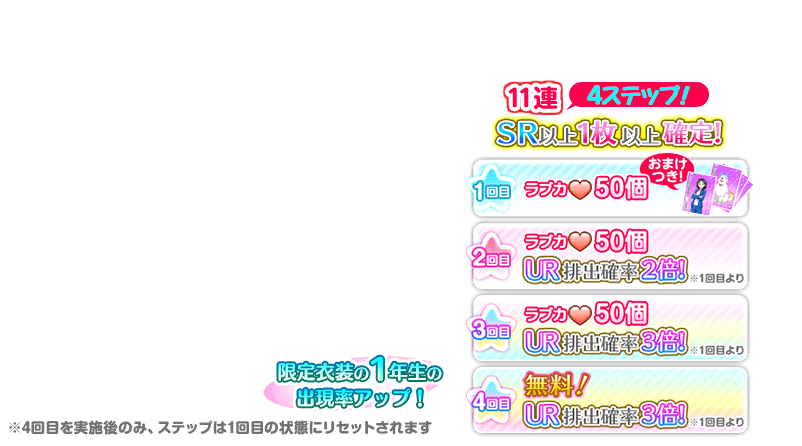 11連 4ステップ!
SR以上1枚以上確定!
1回目 ラブカ♥50個
おまけ
つき!
2回目 ラブカ♥50個
UR排出確率2倍! ※1回目より
3回目 ラブカ♥50個
UR排出確率3倍! ※1回目より
4回目 無料!
UR排出確率3倍! ※1回目より
限定衣装の1年生の
出現率アップ!
※4回目を実施後のみ、ステップは1回目の状態にリセットされます